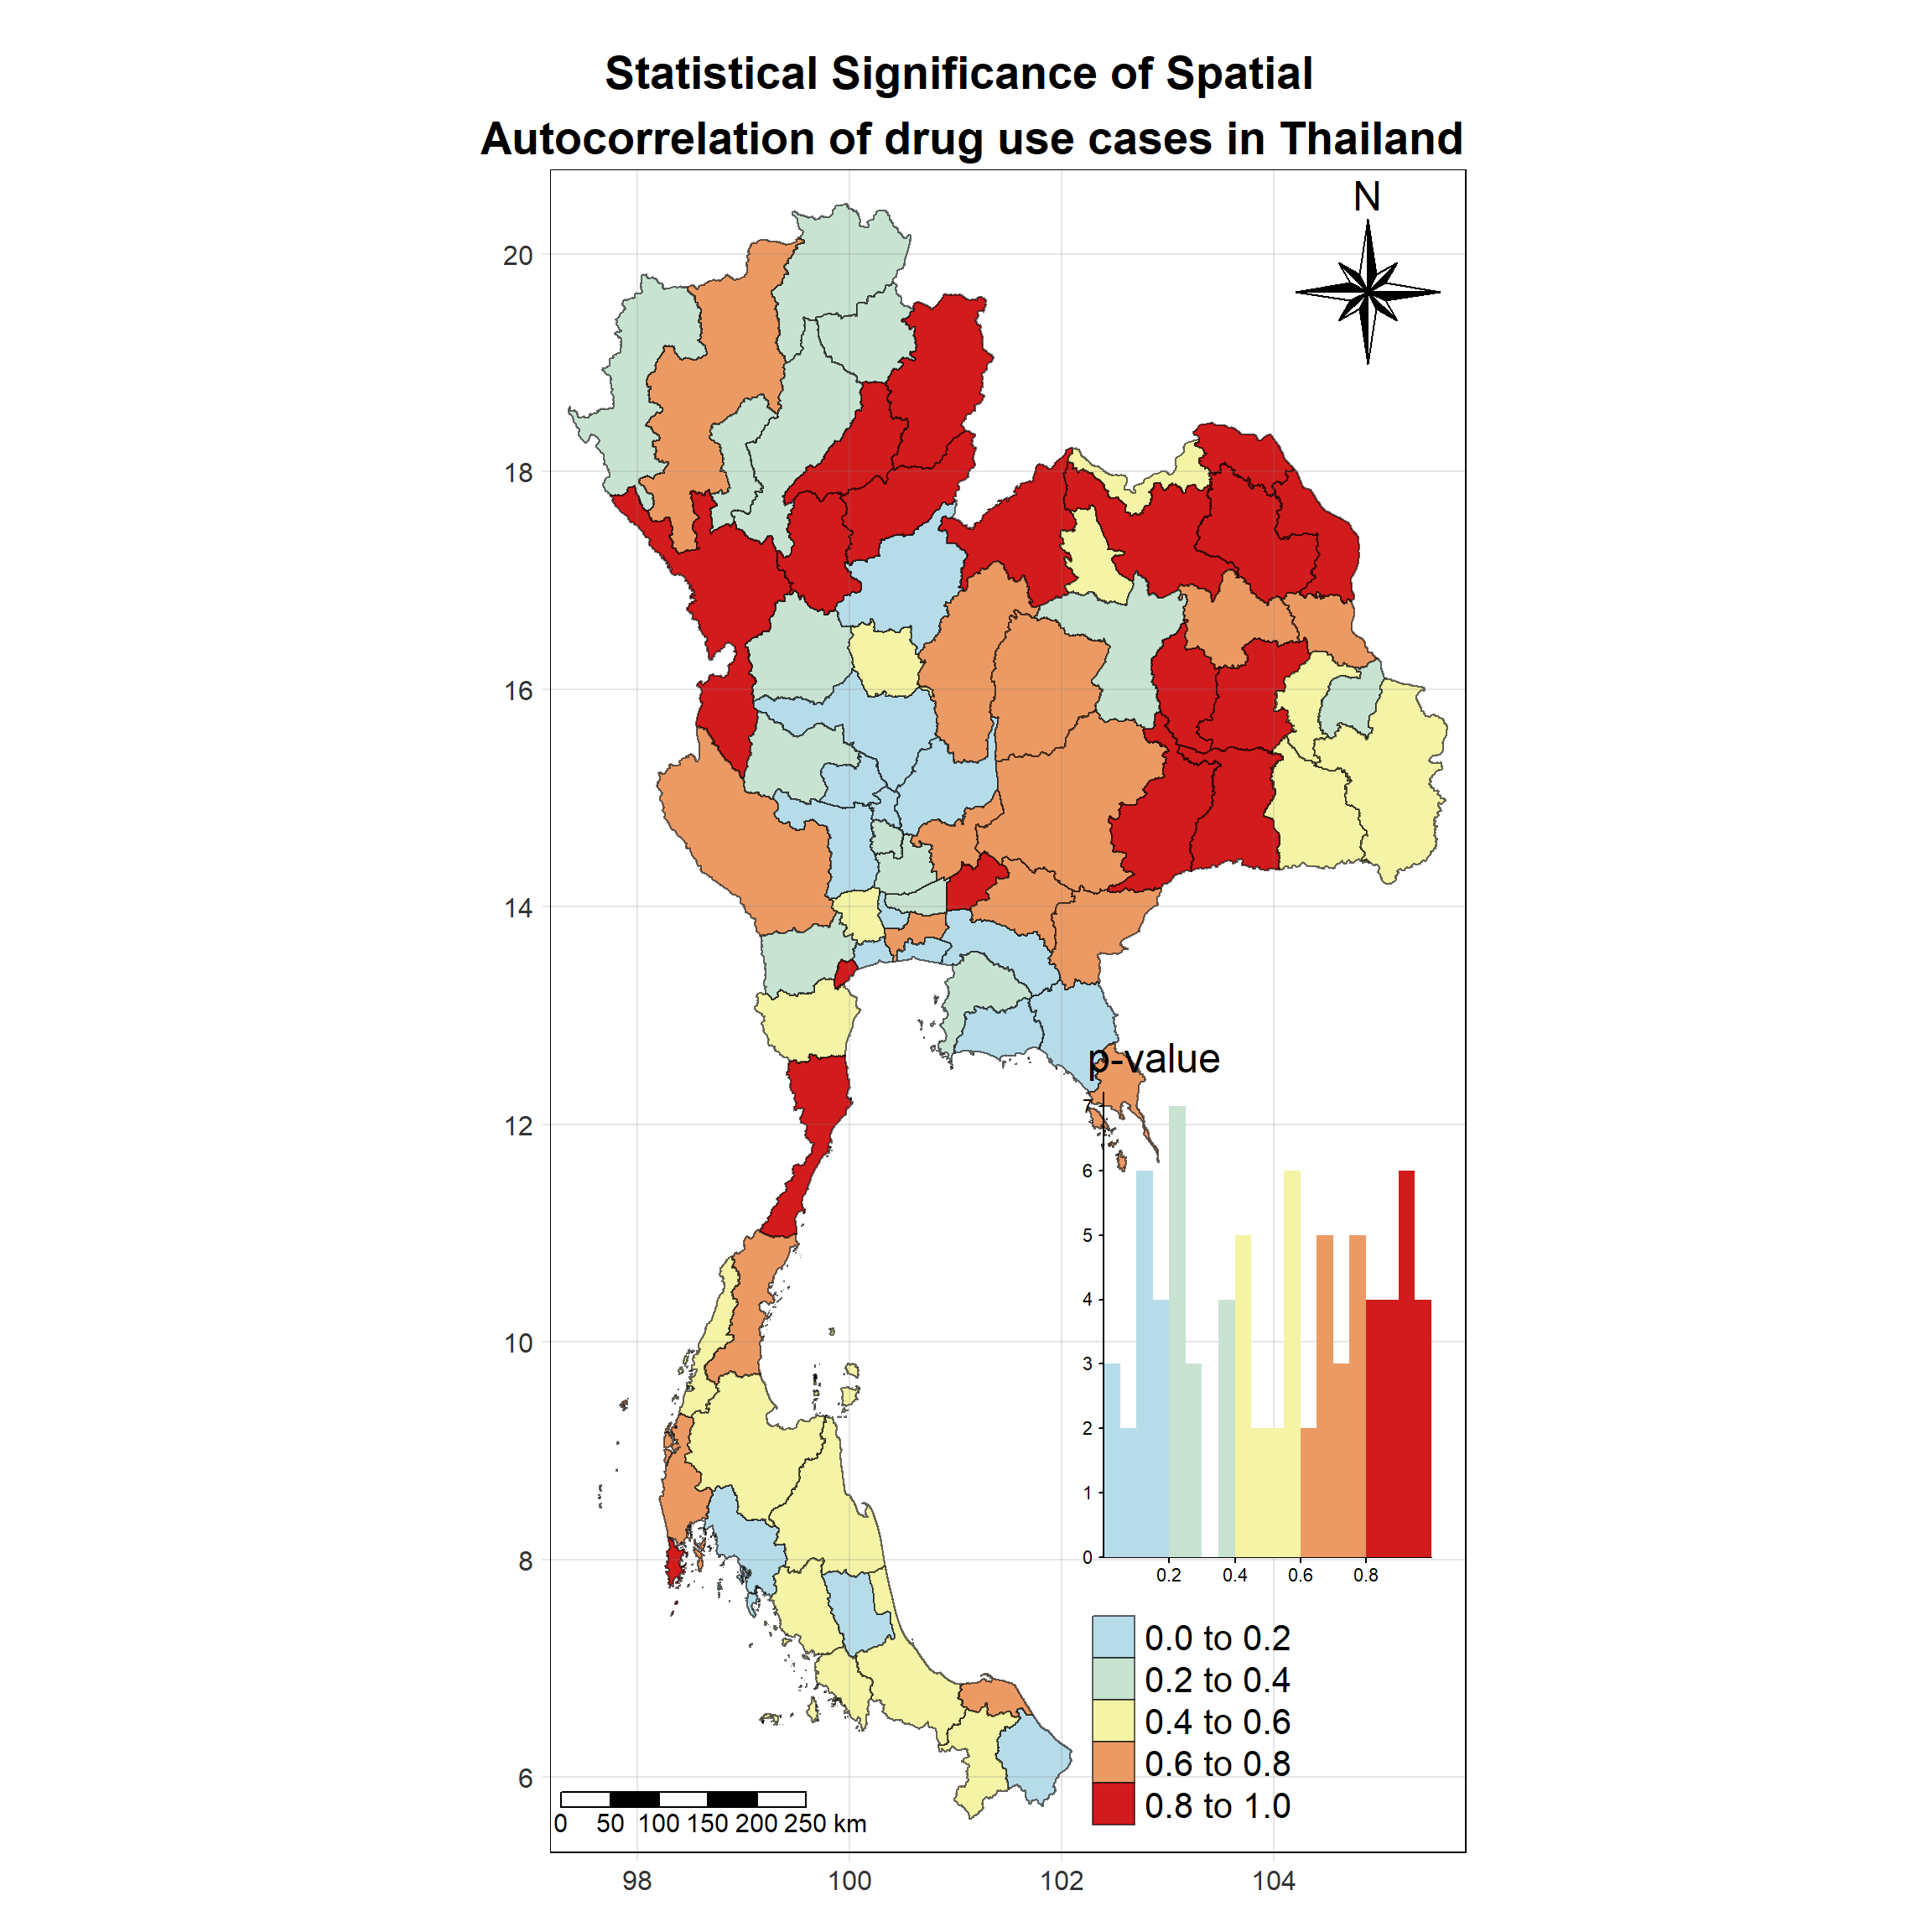 Statistical Significance of Spatial
Autocorrelation of drug use cases in Thailand
N
20
18
16
14
12
10
8
6
p-value
7
6
5
4
3
2
1
0
0.2 0.4 0.6 0.8
0.0 to 0.2
0.2 to 0.4
0.4 to 0.6
0.6 to 0.8
0.8 to 1.0
0 50 100 150 200 250 km
98 100 102 104